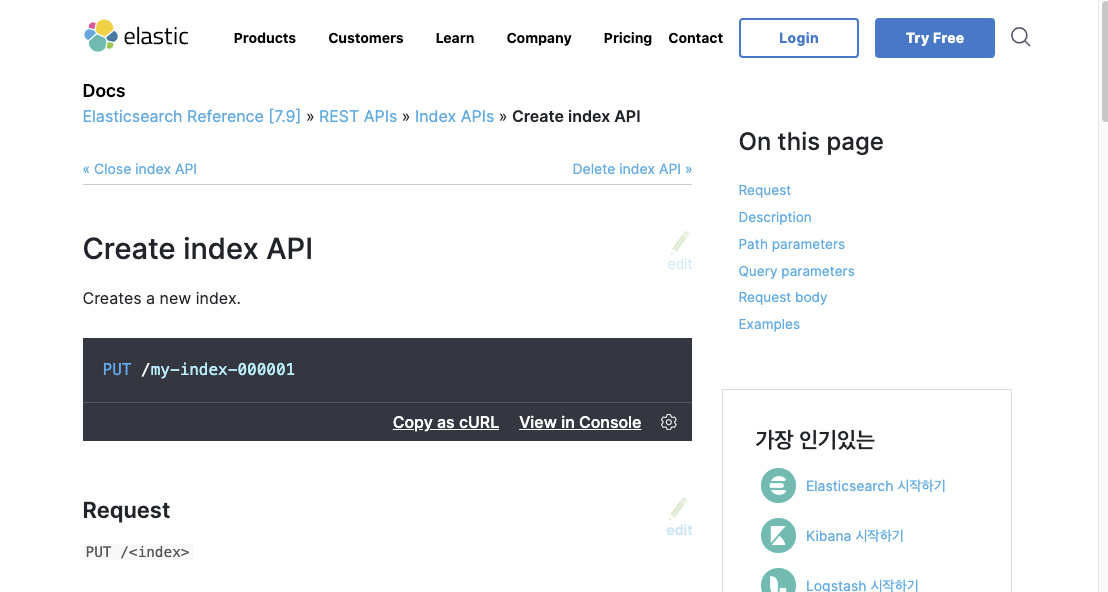 elastic
Products Customers Learn Company Pricing Contact Login Try Free
Docs
Elasticsearch Reference [7.9] » REST APIs » Index APIs » Create index API
« Close index API Delete index API »
Create index API edit
Creates a new index.
PUT /my-index-000001
Copy as cURL View in Console
Request edit
PUT /<index>
On this page
Request
Description
Path parameters
Query parameters
Request body
Examples
가장 인기있는
Elasticsearch 시작하기
Kibana 시작하기
Logstash 시작하기